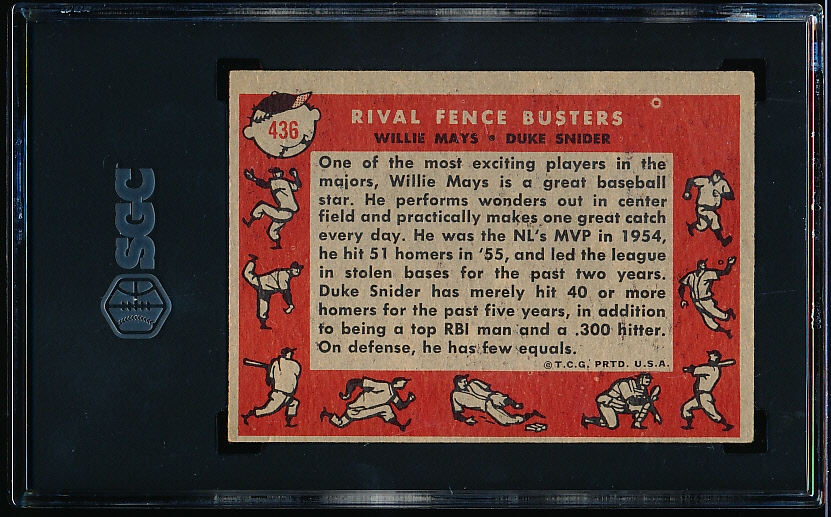 436
RIVAL FENCE BUSTERS
WILLIE MAYS • DUKE SNIDER
One of the most exciting players in the
majors, Willie Mays is a great baseball
star. He performs wonders out in center
field and practically makes one great catch
every day. He was the NL's MVP in 1954,
he hit 51 homers in '55, and led the league
in stolen bases for the past two years.
Duke Snider has merely hit 40 or more
homers for the past five years, in addition
to being a top RBI man and a .300 hitter.
On defense, he has few equals.
©T.C.G. PRTD. U.S.A.
SGC